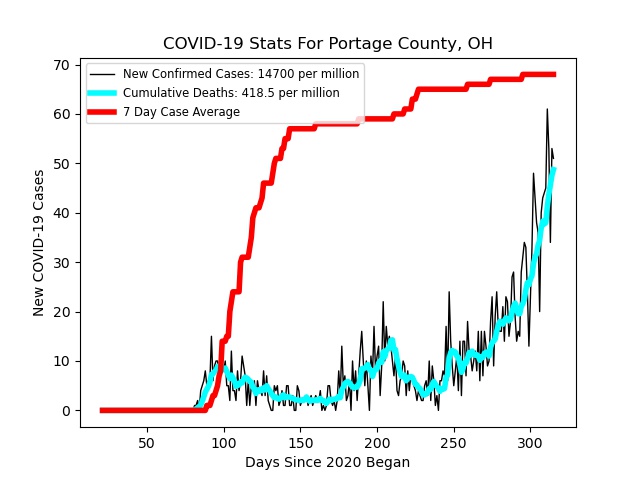 COVID-19 Stats For Portage County, OH
New Confirmed Cases: 14700 per million
Cumulative Deaths: 418.5 per million
7 Day Case Average
New COVID-19 Cases
70
60
50
40
30
20
10
0
50 100 150 200 250 300
Days Since 2020 Began